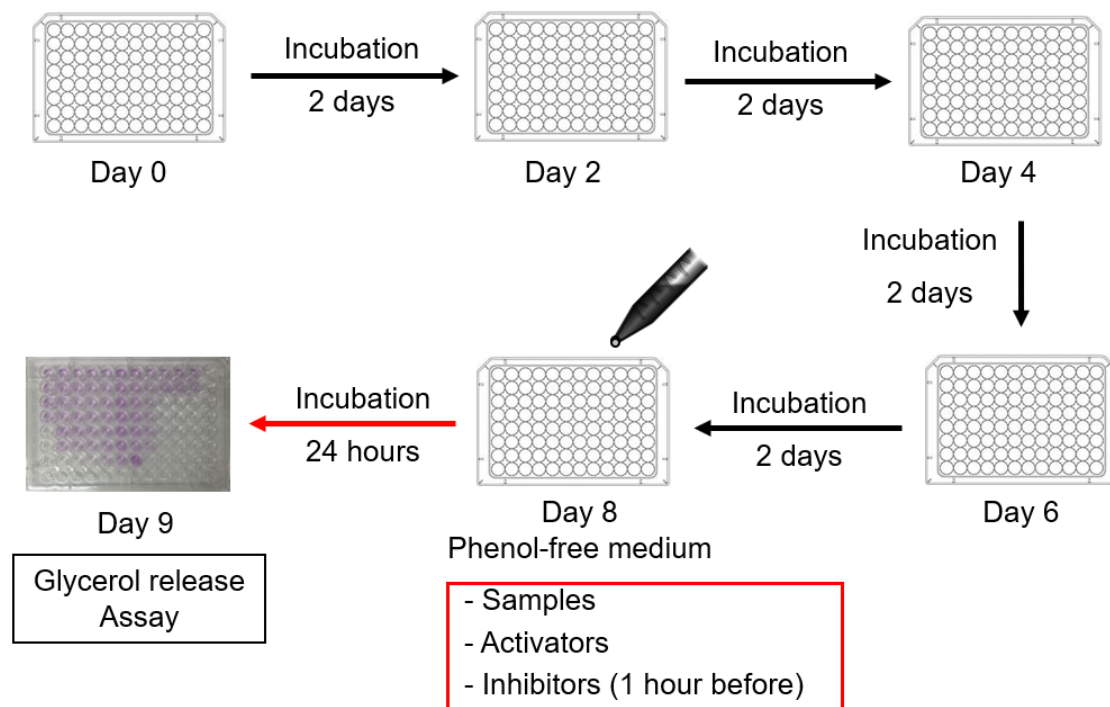 Incubation
2 days
Incubation
2 days
Day 0
Day 2
Day 4
Incubation
2 days
Incubation
24 hours
Incubation
2 days
Day 9
Day 8
Day 6
Phenol-free medium
Glycerol release
Assay
- Samples
- Activators
- Inhibitors (1 hour before)